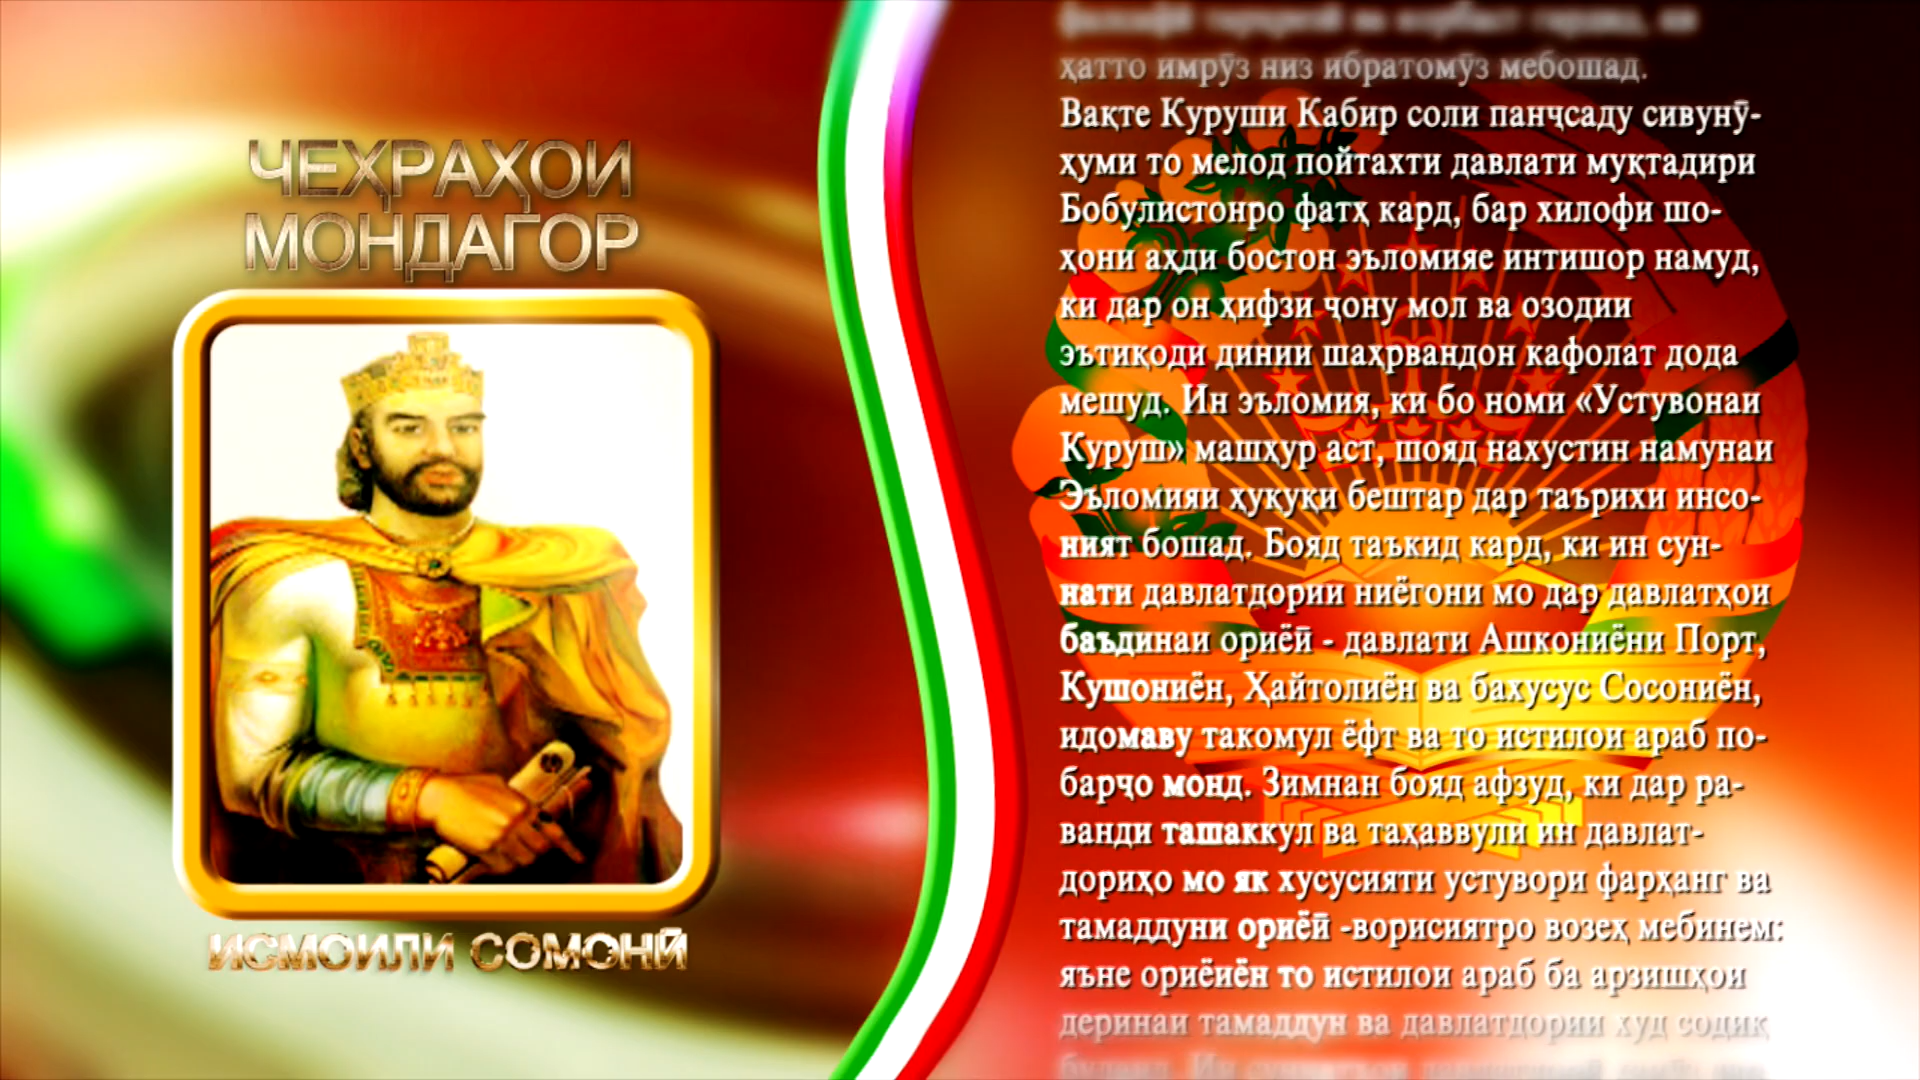 ЧЕҲРАҲОИ
МОНДАГОР
ИСМОИЛИ СОМОНӢ
ҳатто имрӯз низ ибратомӯз мебошад.
Вақте Куруши Кабир соли панҷсаду сивунӯ-
ҳуми то мелод пойтахти давлати муқтадири
Бобулистонро фатҳ кард, бар хилофи шо-
ҳони аҳди бостон эълoмияе интишор намуд,
ки дар он ҳифзи ҷону мол ва озодии
эътиқоди динии шаҳрвандон кафолат дода
мешуд. Ин эъломия, ки бо номи «Устувонаи
Куруш» машҳур аст, шояд нахустин намунаи
Эъломияи ҳуқуқи бештар дар таърихи инсо-
ният бошад. Бояд таъкид кард, ки ин сун-
нати давлатдории ниёгони мо дар давлатҳои
баъдинаи ориёӣ - давлати Ашкониёни Порт,
Кушониён, Ҳайтолиён ва бахусус Сосониён,
идомаву такомул ёфт ва то истилои араб по-
барҷо монд. Зимнан бояд афзуд, ки дар ра-
ванди ташаккул ва таҳаввули ин давлат-
дориҳо мо як хусусияти устувори фарҳанг ва
тамаддуни ориёӣ -ворисиятро возеҳ мебинем:
яъне ориёиён то истилои араб ба арзишҳои
деринаи тамаддун ва давлатдории худ содиқ